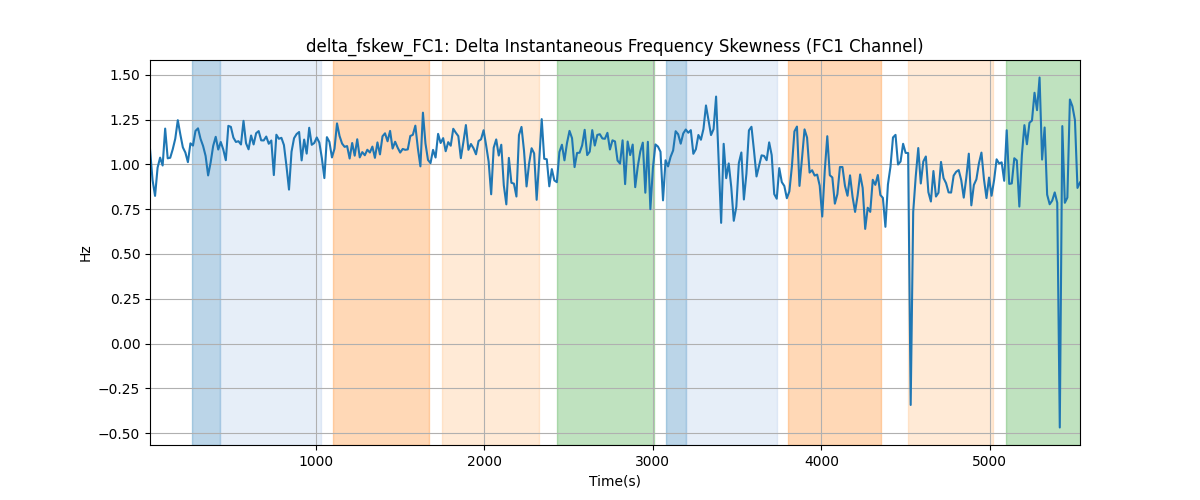 delta_fskew_FC1: Delta Instantaneous Frequency Skewness (FC1 Channel)
1.50
1.25
1.00
0.75
0.50
0.25
0.00
−0.25
−0.50
Hz
1000 2000 3000 4000 5000
Time(s)